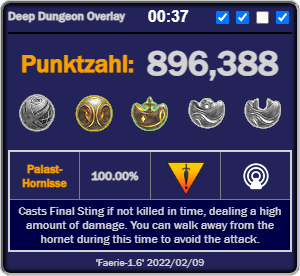 Deep Dungeon Overlay 00:37
Punktzahl: 896,388
Palast-
Hornisse
100.00%
Casts Final Sting if not killed in time, dealing a high
amount of damage. You can walk away from the
hornet during this time to avoid the attack.
'Faerie-1.6' 2022/02/09